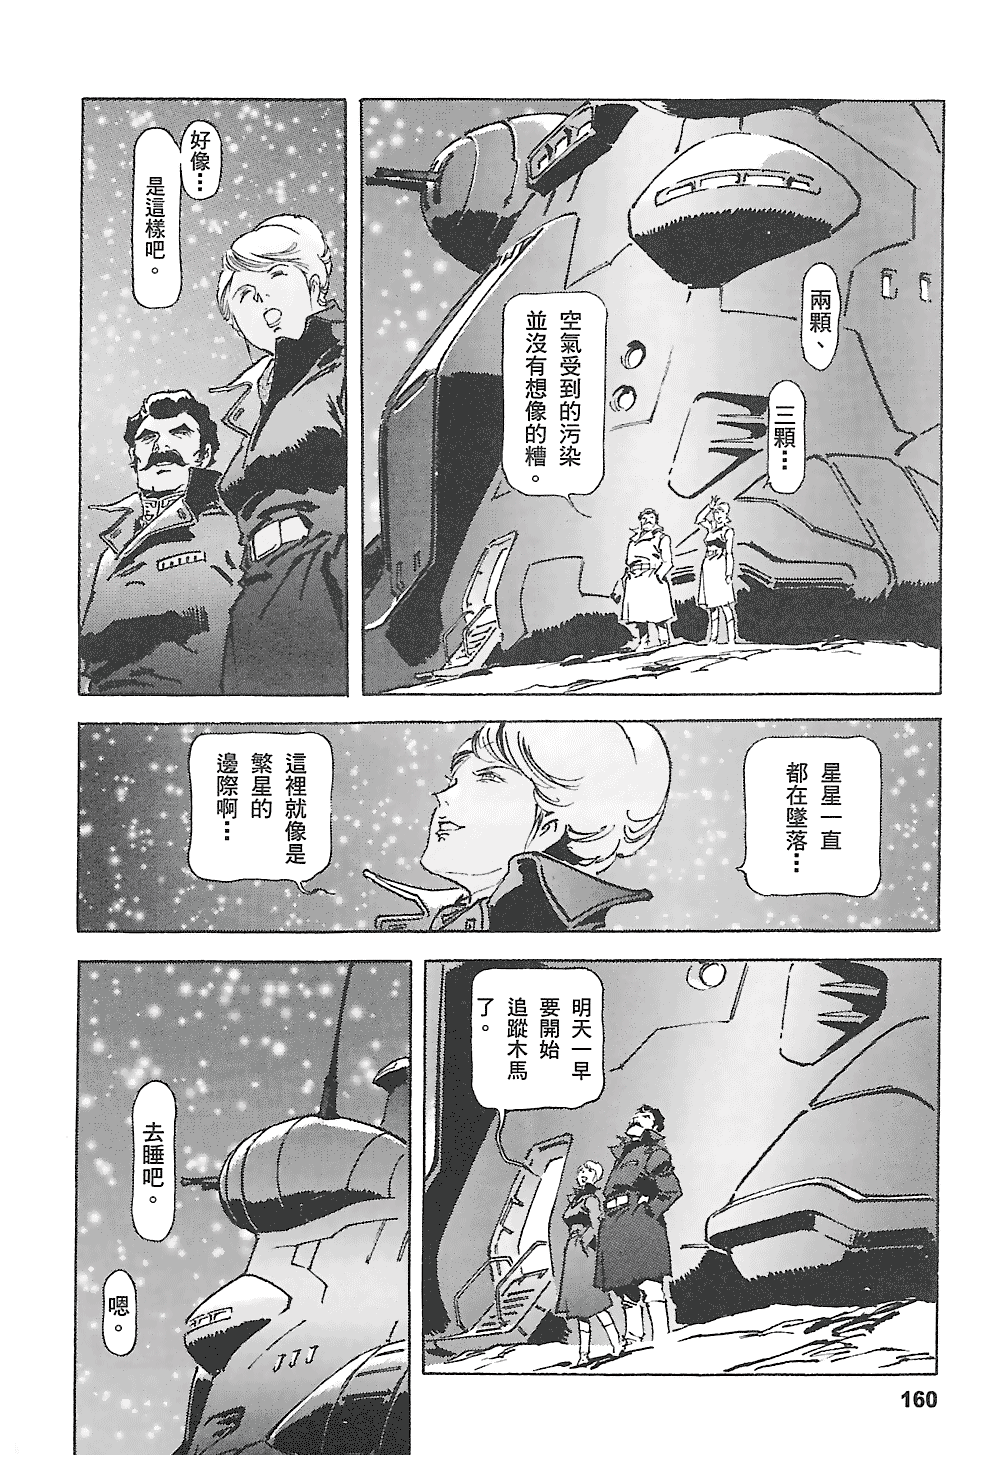 兩顆、
三顆…
空氣受到的污染
並沒有想像的糟。
好像…
是這樣吧。
星星一直
都在墜落…
這裡就像是
繁星的
邊際啊…
明天一早
要開始
追蹤木馬
了。
去睡吧。
嗯。
160